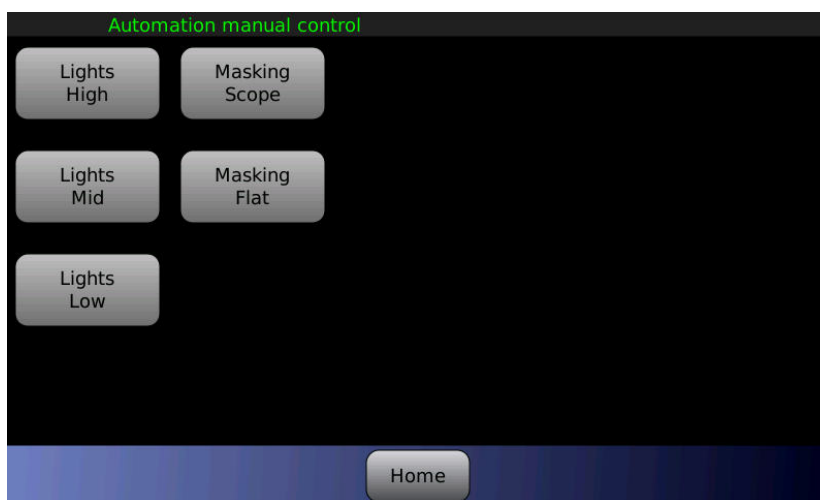 Automation manual control
Lights
High
Masking
Scope
Lights
Mid
Masking
Flat
Lights
Low
Home